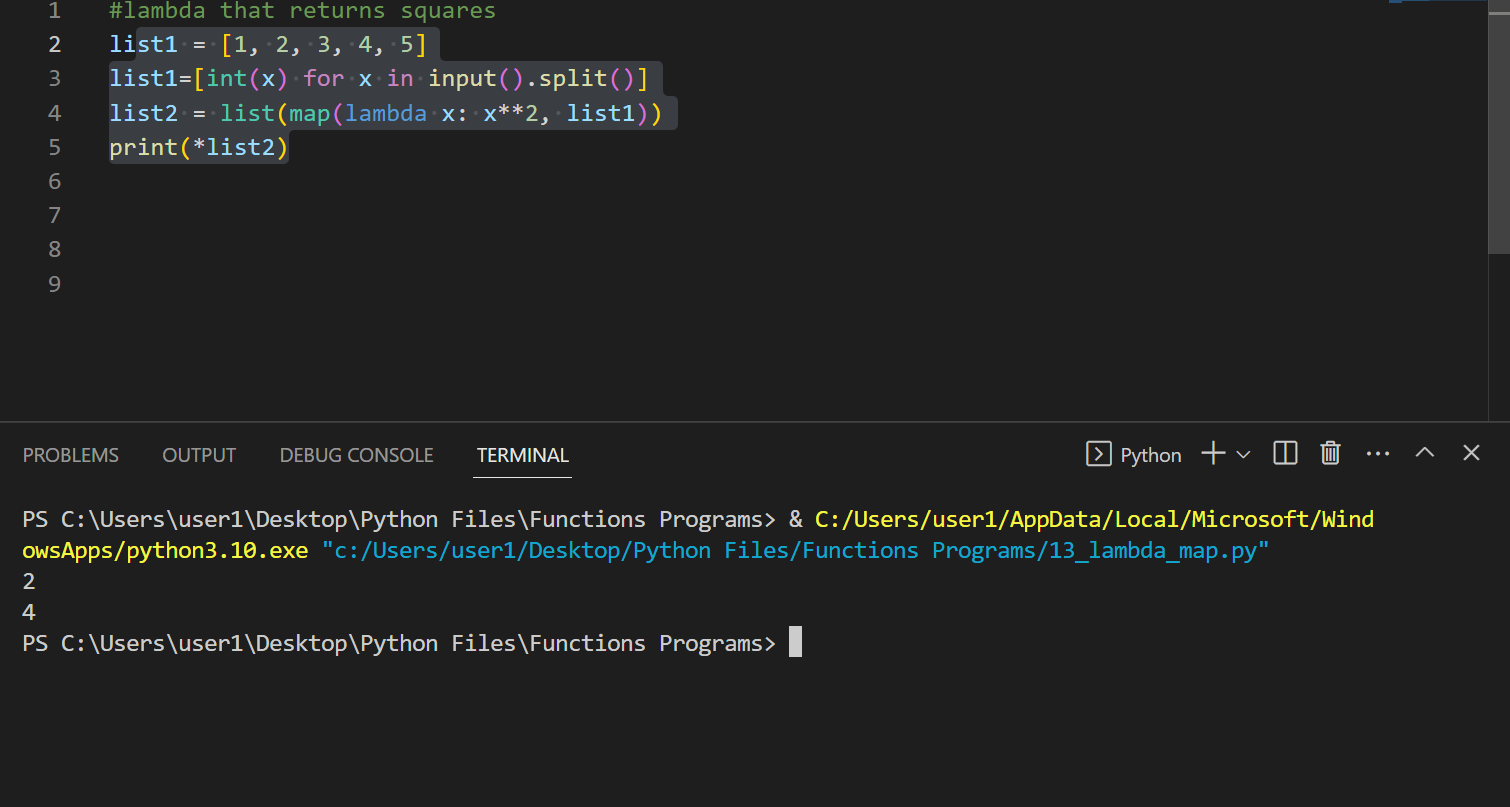 1 #lambda that returns squares
2 list1 = [1, 2, 3, 4, 5]
3 list1=[int(x) for x in input().split()]
4 list2 = list(map(lambda x: x**2, list1))
5 print(*list2)
6
7
8
9
PROBLEMS OUTPUT DEBUG CONSOLE TERMINAL Python
PS C:\Users\user1\Desktop\Python Files\Functions Programs> & C:/Users/user1/AppData/Local/Microsoft/Wind
owsApps/python3.10.exe "c:/Users/user1/Desktop/Python Files/Functions Programs/13_lambda_map.py"
2
4
PS C:\Users\user1\Desktop\Python Files\Functions Programs>